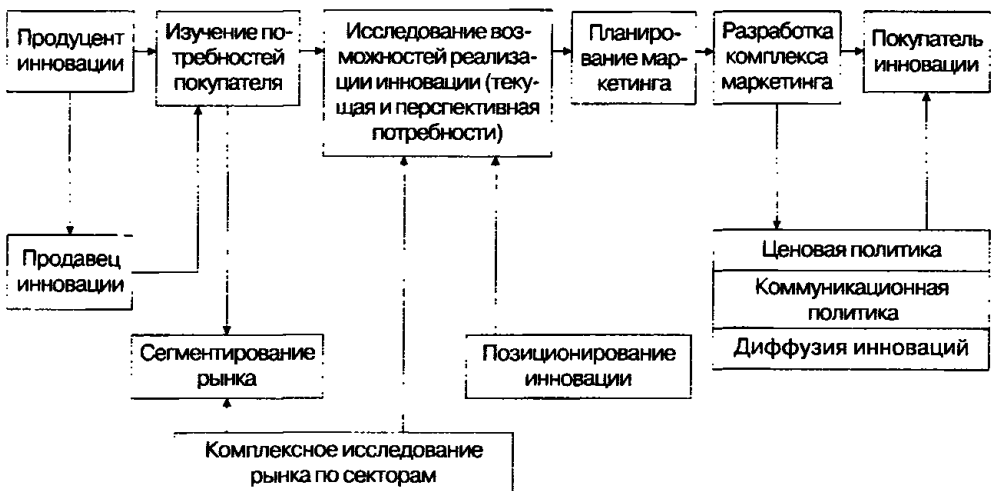 Продуцент
инновации
Изучение по-
требностей
покупателя
Исследование воз-
можностей реализа-
ции инновации (теку-
щая и перспективная
потребности)
Планиро-
вание мар-
кетинга
Разработка
комплекса
маркетинга
Покупатель
инновации
Продавец
инновации
Ценовая политика
Коммуникационная
политика
Диффузия инноваций
Сегментирование
рынка
Позиционирование
инновации
Комплексное исследование
рынка по секторам